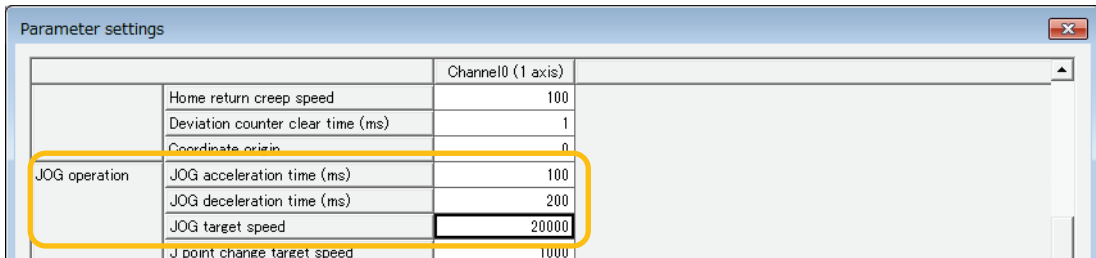 Parameter settings
Channel0 (1 axis)
Home return creep speed 100
Deviation counter clear time (ms) 1
Coordinate origin 0
JOG operation JOG acceleration time (ms) 100
JOG deceleration time (ms) 200
JOG target speed 20000
J point change target speed 1000